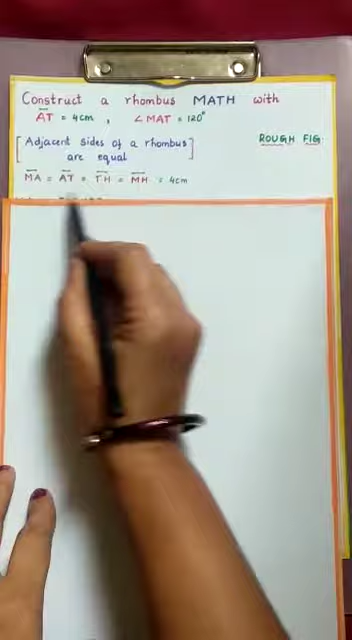 Construct a rhombus MATH with
AT = 4cm , ∠MAT = 120°
[Adjacent sides of a rhombus
are equal]
ROUGH FIG
MA = AT = TH = MH = 4cm